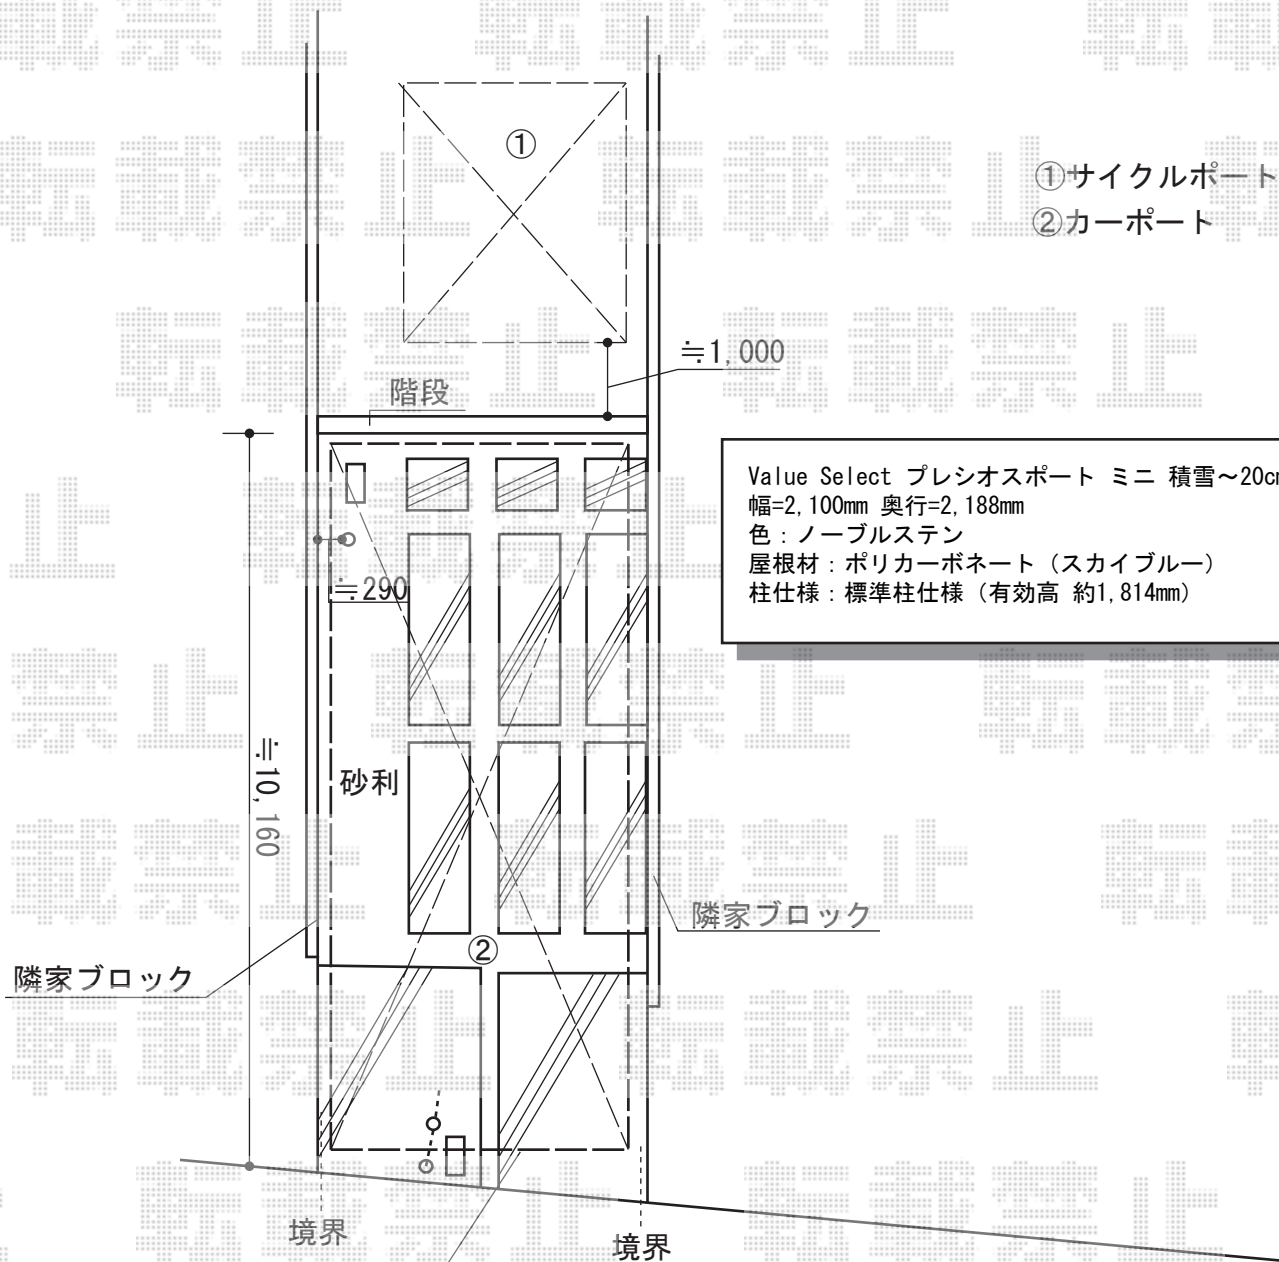 ①
①サイクルポート
②カーポート
≒1,000
階段
Value Select プレシオスポート ミニ 積雪～20cm
幅=2,100mm 奥行=2,188mm
色：ノーブルステン
屋根材：ポリカーボネート（スカイブルー）
柱仕様：標準柱仕様（有効高 約1,814mm）
≒290
砂利
≒10,160
隣家ブロック
②
隣家ブロック
境界
境界
転載禁止